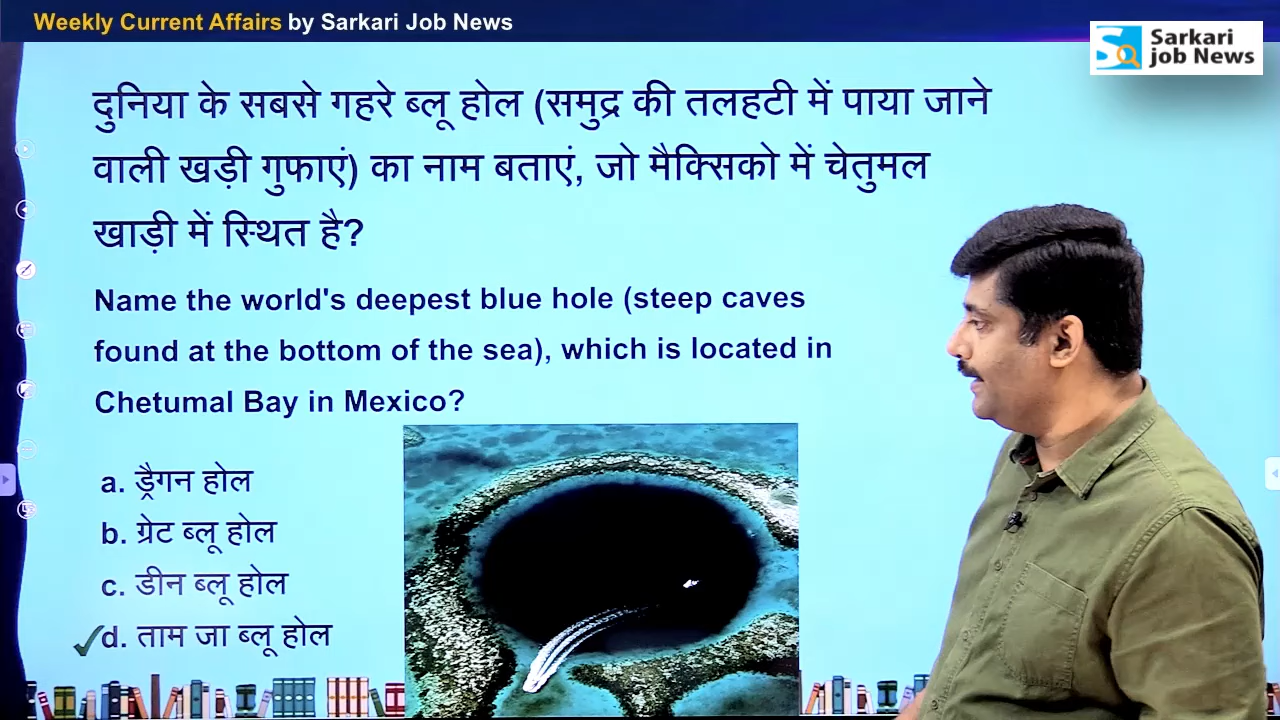 Weekly Current Affairs by Sarkari Job News
Sarkari
Job News
दुनिया के सबसे गहरे ब्लू होल (समुद्र की तलहटी में पाया जाने
वाली खड़ी गुफाएं) का नाम बताएं, जो मैक्सिको में चेतुमल
खाड़ी में स्थित है?
Name the world's deepest blue hole (steep caves
found at the bottom of the sea), which is located in
Chetumal Bay in Mexico?
a. ड्रैगन होल
b. ग्रेट ब्लू होल
c. डीन ब्लू होल
d. ताम जा ब्लू होल